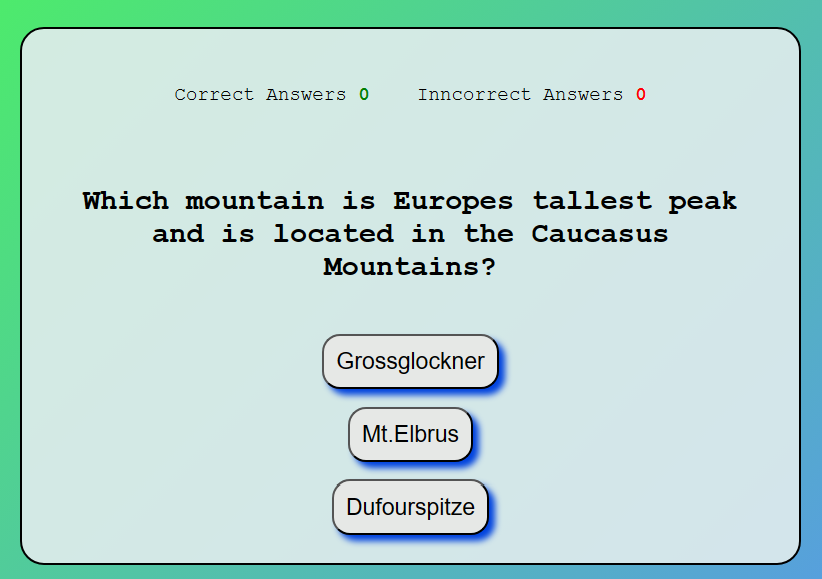 Correct Answers 0 Inncorrect Answers 0
Which mountain is Europes tallest peak
and is located in the Caucasus
Mountains?
Grossglockner
Mt.Elbrus
Dufourspitze